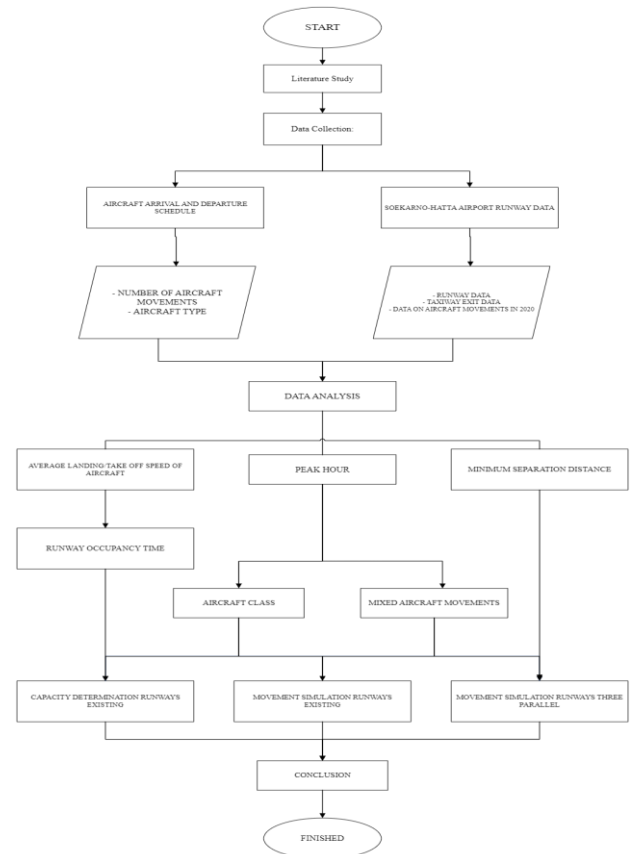 START
Literature Study
Data Collection:
AIRCRAFT ARRIVAL AND DEPARTURE
SCHEDULE
SOEKARNO-HATTA AIRPORT RUNWAY DATA
- NUMBER OF AIRCRAFT
MOVEMENTS
- AIRCRAFT TYPE
- RUNWAY DATA
- TAXIWAY EXIT DATA
- DATA ON AIRCRAFT MOVEMENTS IN 2020
DATA ANALYSIS
AVERAGE LANDING/TAKE OFF SPEED OF
AIRCRAFT
PEAK HOUR
MINIMUM SEPARATION DISTANCE
RUNWAY OCCUPANCY TIME
AIRCRAFT CLASS
MIXED AIRCRAFT MOVEMENTS
CAPACITY DETERMINATION RUNWAYS
EXISTING
MOVEMENT SIMULATION RUNWAYS
EXISTING
MOVEMENT SIMULATION RUNWAYS THREE
PARALLEL
CONCLUSION
FINISHED